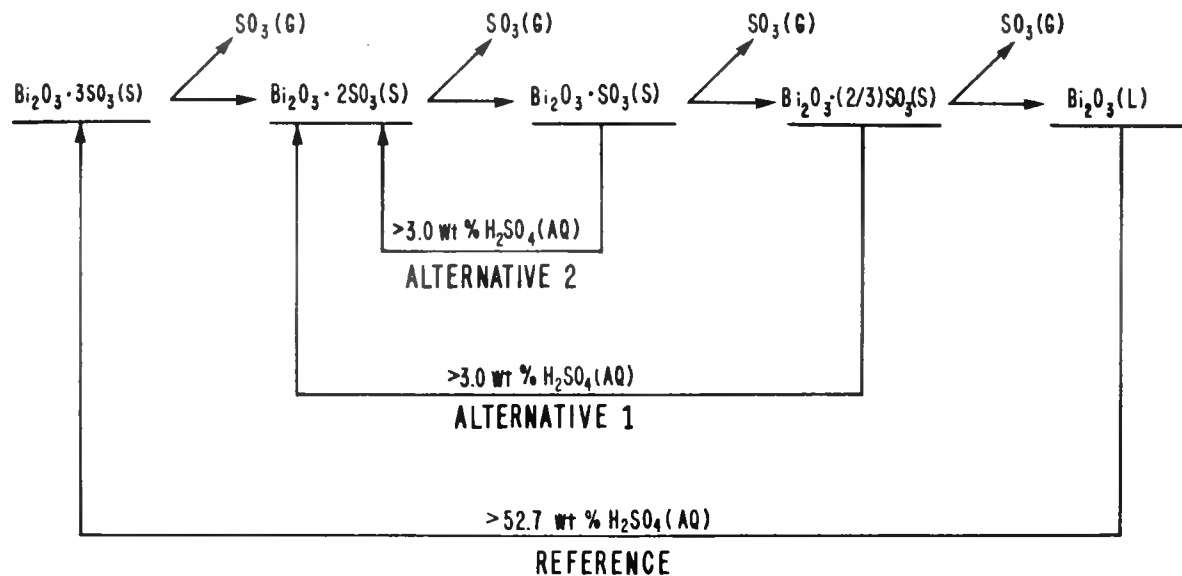 SO₃(G) SO₃(G) SO₃(G) SO₃(G)
Bi₂O₃·3SO₃(S) Bi₂O₃·2SO₃(S) Bi₂O₃·SO₃(S) Bi₂O₃·(2/3)SO₃(S) Bi₂O₃(L)
>3.0 wt % H₂SO₄(AQ)
ALTERNATIVE 2
>3.0 wt % H₂SO₄(AQ)
ALTERNATIVE 1
>52.7 wt % H₂SO₄(AQ)
REFERENCE